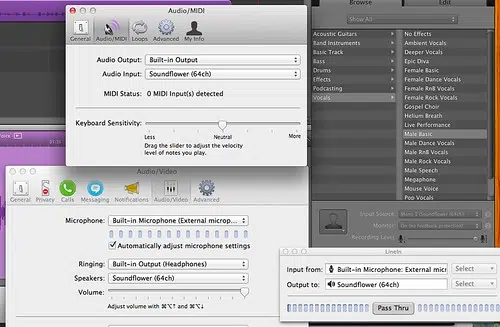 Audio/MIDI
General
Audio/MIDI
Loops
Advanced
My Info
Audio Output:
Built-in Output
Audio Input:
Soundflower (64ch)
MIDI Status:
0 MIDI Input(s) detected
Keyboard Sensitivity:
Less
Neutral
More
Drag the slider to adjust the velocity
level of notes you play.
Browse
Edit
Show All
Acoustic Guitars
Band Instruments
Basic Track
Bass
Drums
Effects
Guitars
Podcasting
Vocals
No Effects
Ambient Vocals
Deeper Vocals
Epic Diva
Female Basic
Female Dance Vocals
Female RnB Vocals
Female Rock Vocals
Gospel Choir
Helium Breath
Live Performance
Male Basic
Male Dance Vocals
Male RnB Vocals
Male Rock Vocals
Male Speech
Megaphone
Mouse Voice
Pop Vocals
Input Source
Monitor
Recording Level
Audio/Video
General
Privacy
Calls
Messaging
Notifications
Audio/Video
Advanced
Microphone:
Built-in Microphone (External microp...
Automatically adjust microphone settings
Ringing:
Built-in Output (Headphones)
Speakers:
Soundflower (64ch)
Volume:
Adjust volume with ⌘⌥↑ and ⌘⌥↓
LineIn
Input from:
Built-in Microphone: External micr
Select
Output to:
Soundflower (64ch)
Select
Pass Thru